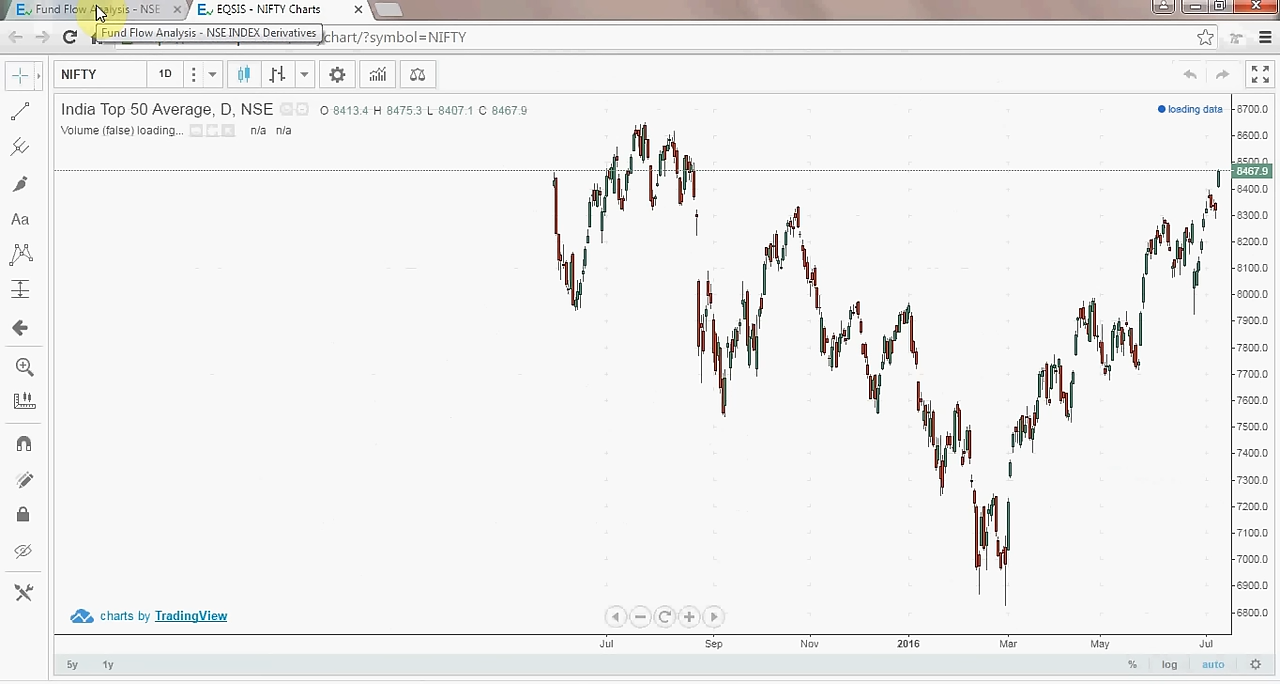 Fund Flow Analysis - NSE
EQSIS - NIFTY Charts
Fund Flow Analysis - NSE INDEX Derivatives
/chart/?symbol=NIFTY
NIFTY 1D
India Top 50 Average, D, NSE O 8413.4 H 8475.3 L 8407.1 C 8467.9
loading data
Volume (false) loading... n/a n/a
Aa
8700.0
8600.0
8500.0
8467.9
8400.0
8300.0
8200.0
8100.0
8000.0
7900.0
7800.0
7700.0
7600.0
7500.0
7400.0
7300.0
7200.0
7100.0
7000.0
6900.0
6800.0
charts by TradingView
Jul Sep Nov 2016 Mar May Jul
5y 1y % log auto